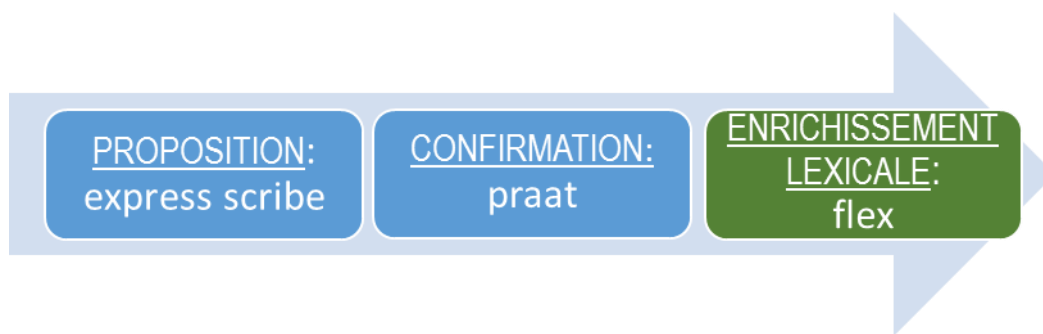 PROPOSITION:
express scribe
CONFIRMATION:
praat
ENRICHISSEMENT
LEXICALE:
flex